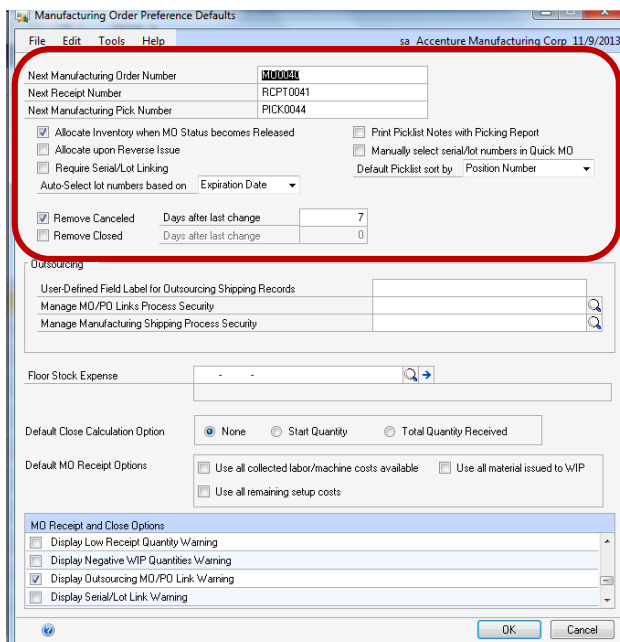 Manufacturing Order Preference Defaults
File Edit Tools Help sa Accenture Manufacturing Corp 11/9/2013
Next Manufacturing Order Number MO0040
Next Receipt Number RCPT0041
Next Manufacturing Pick Number PICK0044
Allocate Inventory when MO Status becomes Released Print Picklist Notes with Picking Report
Allocate upon Reverse Issue Manually select serial/lot numbers in Quick MO
Require Serial/Lot Linking Default Picklist sort by Position Number
Auto-Select lot numbers based on Expiration Date
Remove Canceled Days after last change 7
Remove Closed Days after last change 0
Outsourcing
User-Defined Field Label for Outsourcing Shipping Records
Manage MO/PO Links Process Security
Manage Manufacturing Shipping Process Security
Floor Stock Expense - -
Default Close Calculation Option None Start Quantity Total Quantity Received
Default MO Receipt Options Use all collected labor/machine costs available Use all material issued to WIP
Use all remaining setup costs
MO Receipt and Close Options
Display Low Receipt Quantity Warning
Display Negative WIP Quantities Warning
Display Outsourcing MO/PO Link Warning
Display Serial/Lot Link Warning
OK Cancel